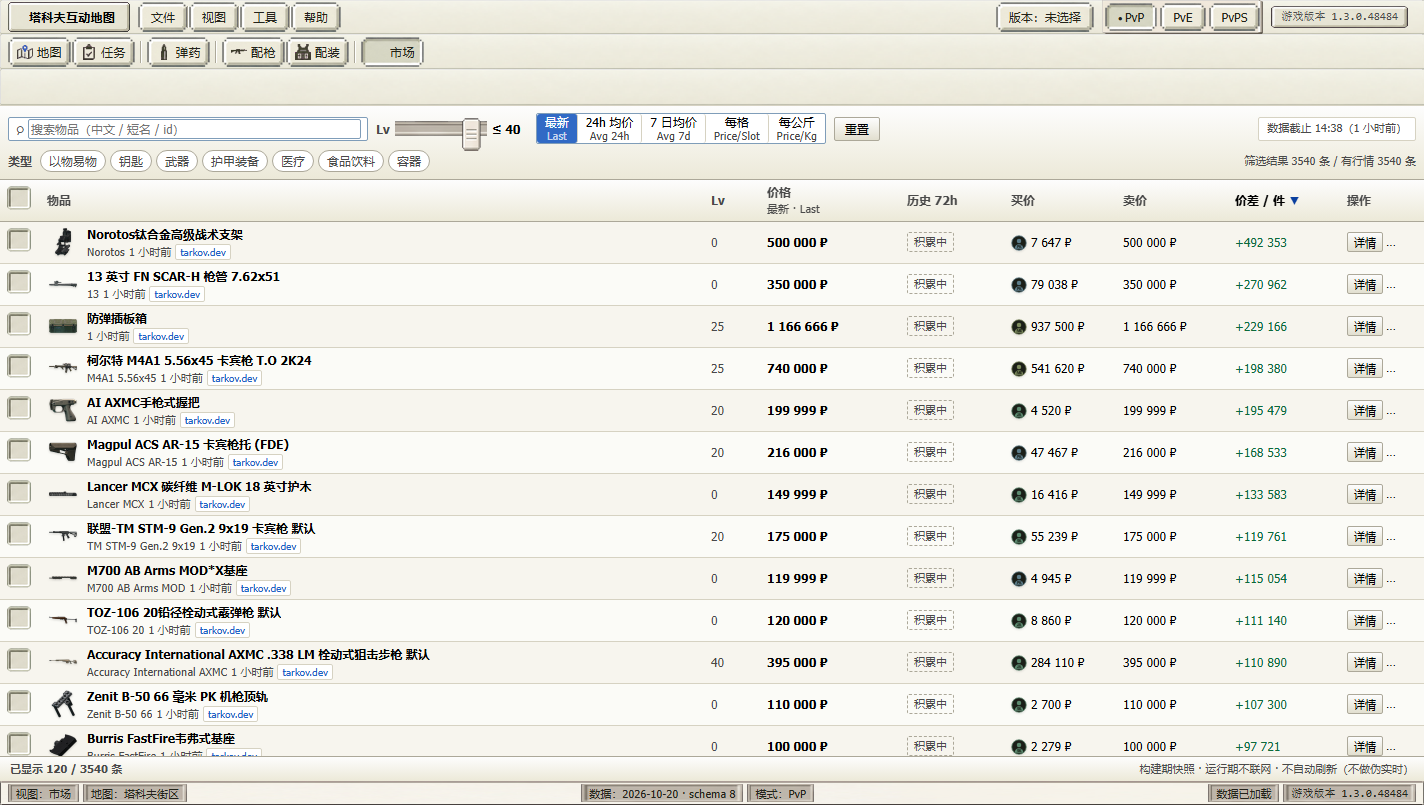 塔科夫互动地图 文件 视图 工具 帮助 版本: 未选择 •PvP PvE PvPS 游戏版本 1.3.0.48484
地图 任务 弹药 配枪 配装 市场
搜索物品（中文 / 短名 / id） Lv ≤ 40 最新 24h 均价 7 日均价 每格 每公斤 重置 数据截止 14:38（1 小时前）
Last Avg 24h Avg 7d Price/Slot Price/Kg
类型 以物易物 钥匙 武器 护甲装备 医疗 食品饮料 容器 筛选结果 3540 条 / 有行情 3540 条
物品 Lv 价格 历史 72h 买价 卖价 价差 / 件 ▼ 操作
最新 · Last
Norotos钛合金高级战术支架 0 500 000 ₽ 积累中 7 647 ₽ 500 000 ₽ +492 353 详情 ...
Norotos 1 小时前 tarkov.dev
13 英寸 FN SCAR-H 枪管 7.62x51 0 350 000 ₽ 积累中 79 038 ₽ 350 000 ₽ +270 962 详情 ...
13 1 小时前 tarkov.dev
防弹插板箱 25 1 166 666 ₽ 积累中 937 500 ₽ 1 166 666 ₽ +229 166 详情 ...
1 小时前 tarkov.dev
柯尔特 M4A1 5.56x45 卡宾枪 T.O 2K24 25 740 000 ₽ 积累中 541 620 ₽ 740 000 ₽ +198 380 详情 ...
M4A1 5.56x45 1 小时前 tarkov.dev
AI AXMC手枪式握把 20 199 999 ₽ 积累中 4 520 ₽ 199 999 ₽ +195 479 详情 ...
AI AXMC 1 小时前 tarkov.dev
Magpul ACS AR-15 卡宾枪托 (FDE) 20 216 000 ₽ 积累中 47 467 ₽ 216 000 ₽ +168 533 详情 ...
Magpul ACS AR-15 1 小时前 tarkov.dev
Lancer MCX 碳纤维 M-LOK 18 英寸护木 0 149 999 ₽ 积累中 16 416 ₽ 149 999 ₽ +133 583 详情 ...
Lancer MCX 1 小时前 tarkov.dev
联盟-TM STM-9 Gen.2 9x19 卡宾枪 默认 20 175 000 ₽ 积累中 55 239 ₽ 175 000 ₽ +119 761 详情 ...
TM STM-9 Gen.2 9x19 1 小时前 tarkov.dev
M700 AB Arms MOD*X基座 0 119 999 ₽ 积累中 4 945 ₽ 119 999 ₽ +115 054 详情 ...
M700 AB Arms MOD 1 小时前 tarkov.dev
TOZ-106 20铅径栓动式霰弹枪 默认 0 120 000 ₽ 积累中 8 860 ₽ 120 000 ₽ +111 140 详情 ...
TOZ-106 20 1 小时前 tarkov.dev
Accuracy International AXMC .338 LM 栓动式狙击步枪 默认 40 395 000 ₽ 积累中 284 110 ₽ 395 000 ₽ +110 890 详情 ...
Accuracy International AXMC 1 小时前 tarkov.dev
Zenit B-50 66 毫米 PK 机枪顶轨 0 110 000 ₽ 积累中 2 700 ₽ 110 000 ₽ +107 300 详情 ...
Zenit B-50 66 1 小时前 tarkov.dev
Burris FastFire韦弗式基座 0 100 000 ₽ 积累中 2 279 ₽ 100 000 ₽ +97 721 详情 ...
Burris FastFire 1 小时前 tarkov.dev
已显示 120 / 3540 条 构建期快照 · 运行期不联网 · 不自动刷新（不做伪实时）
视图: 市场 地图: 塔科夫街区 数据: 2026-10-20 · schema 8 模式: PvP 数据已加载 游戏版本 1.3.0.48484